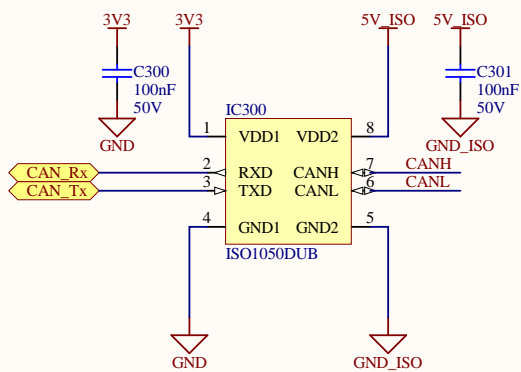 3V3
3V3
5V_ISO
5V_ISO
C300
100nF
50V
GND
C301
100nF
50V
GND_ISO
IC300
1 VDD1 VDD2 8
CAN_Rx 2 RXD CANH 7 CANH
CAN_Tx 3 TXD CANL 6 CANL
4 GND1 GND2 5
ISO1050DUB
GND
GND_ISO